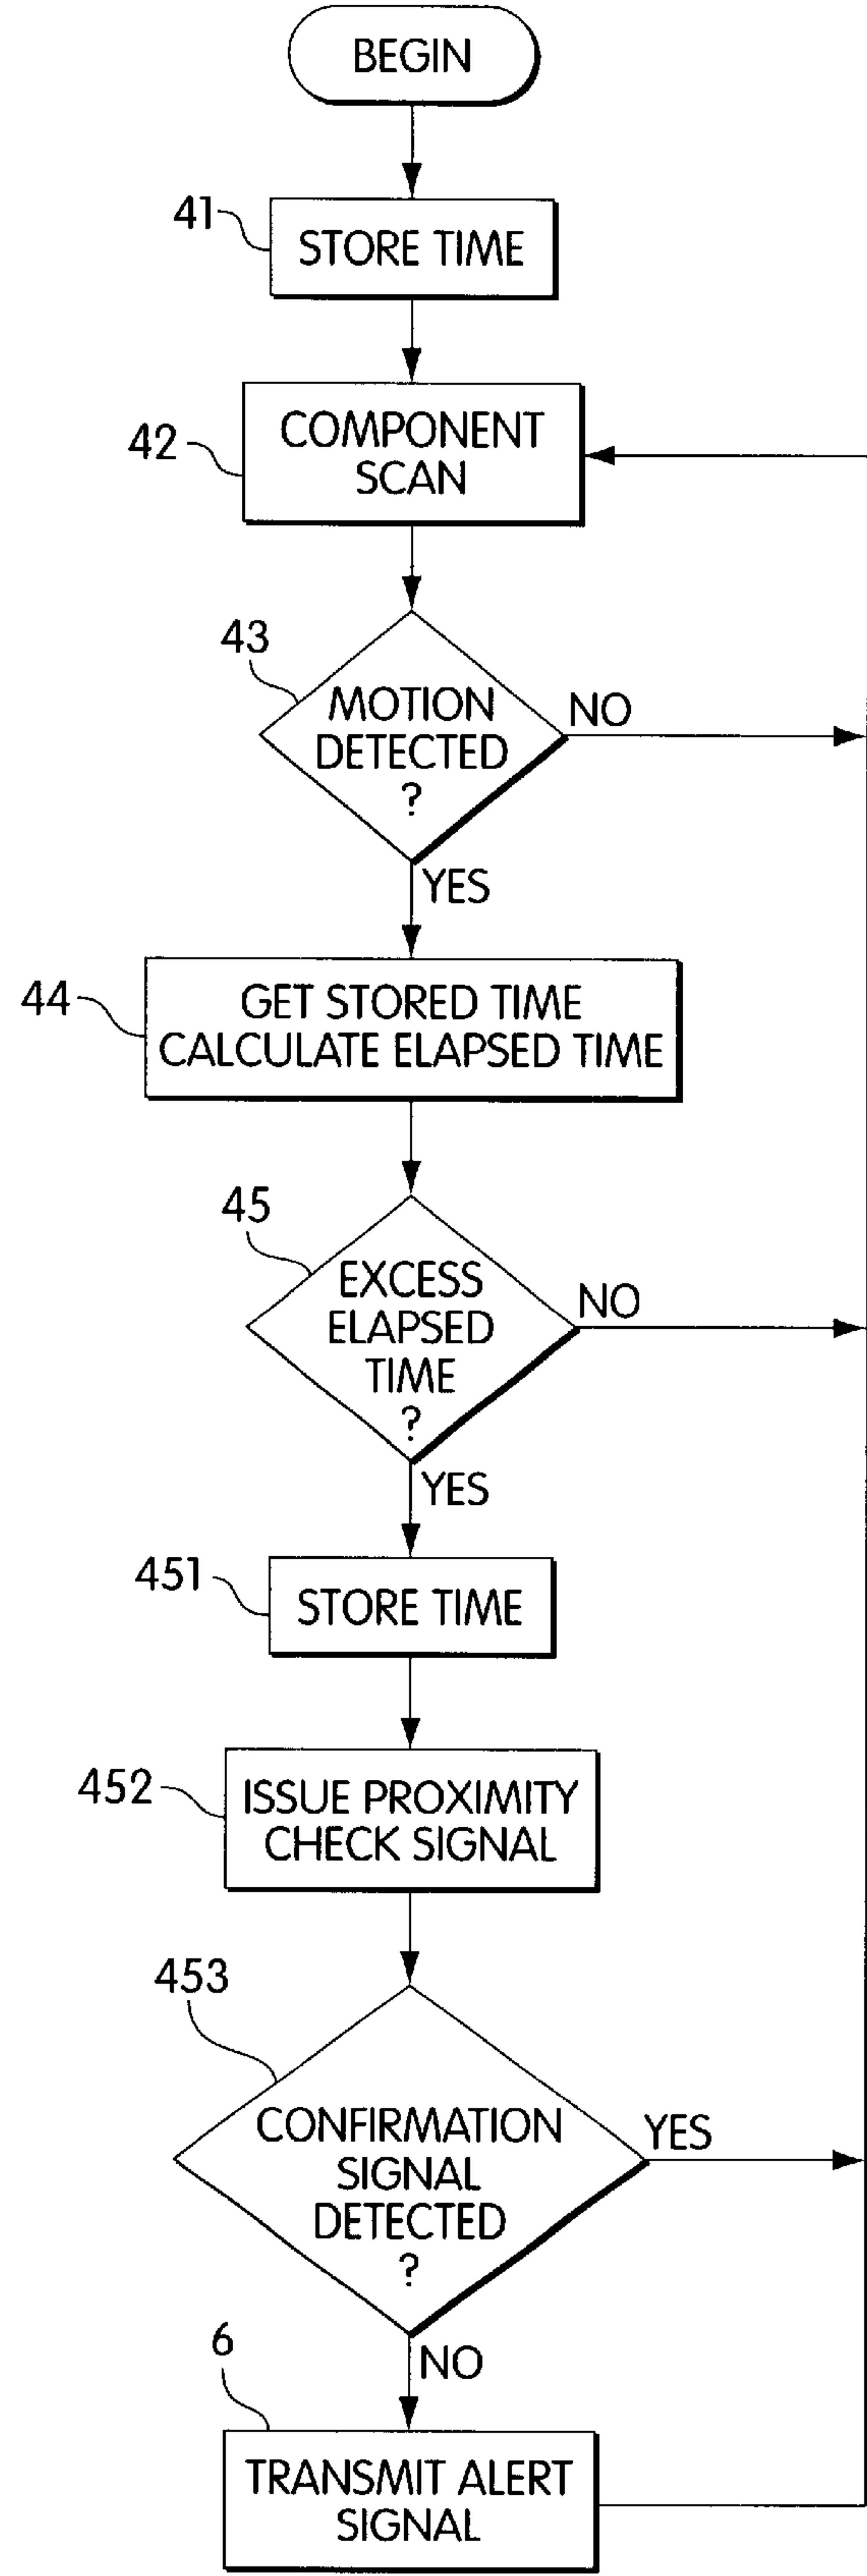 BEGIN
41
STORE TIME
42
COMPONENT
SCAN
43
MOTION
DETECTED
?
NO
YES
44
GET STORED TIME
CALCULATE ELAPSED TIME
45
EXCESS
ELAPSED
TIME
?
NO
YES
451
STORE TIME
452
ISSUE PROXIMITY
CHECK SIGNAL
453
CONFIRMATION
SIGNAL
DETECTED
?
YES
NO
6
TRANSMIT ALERT
SIGNAL